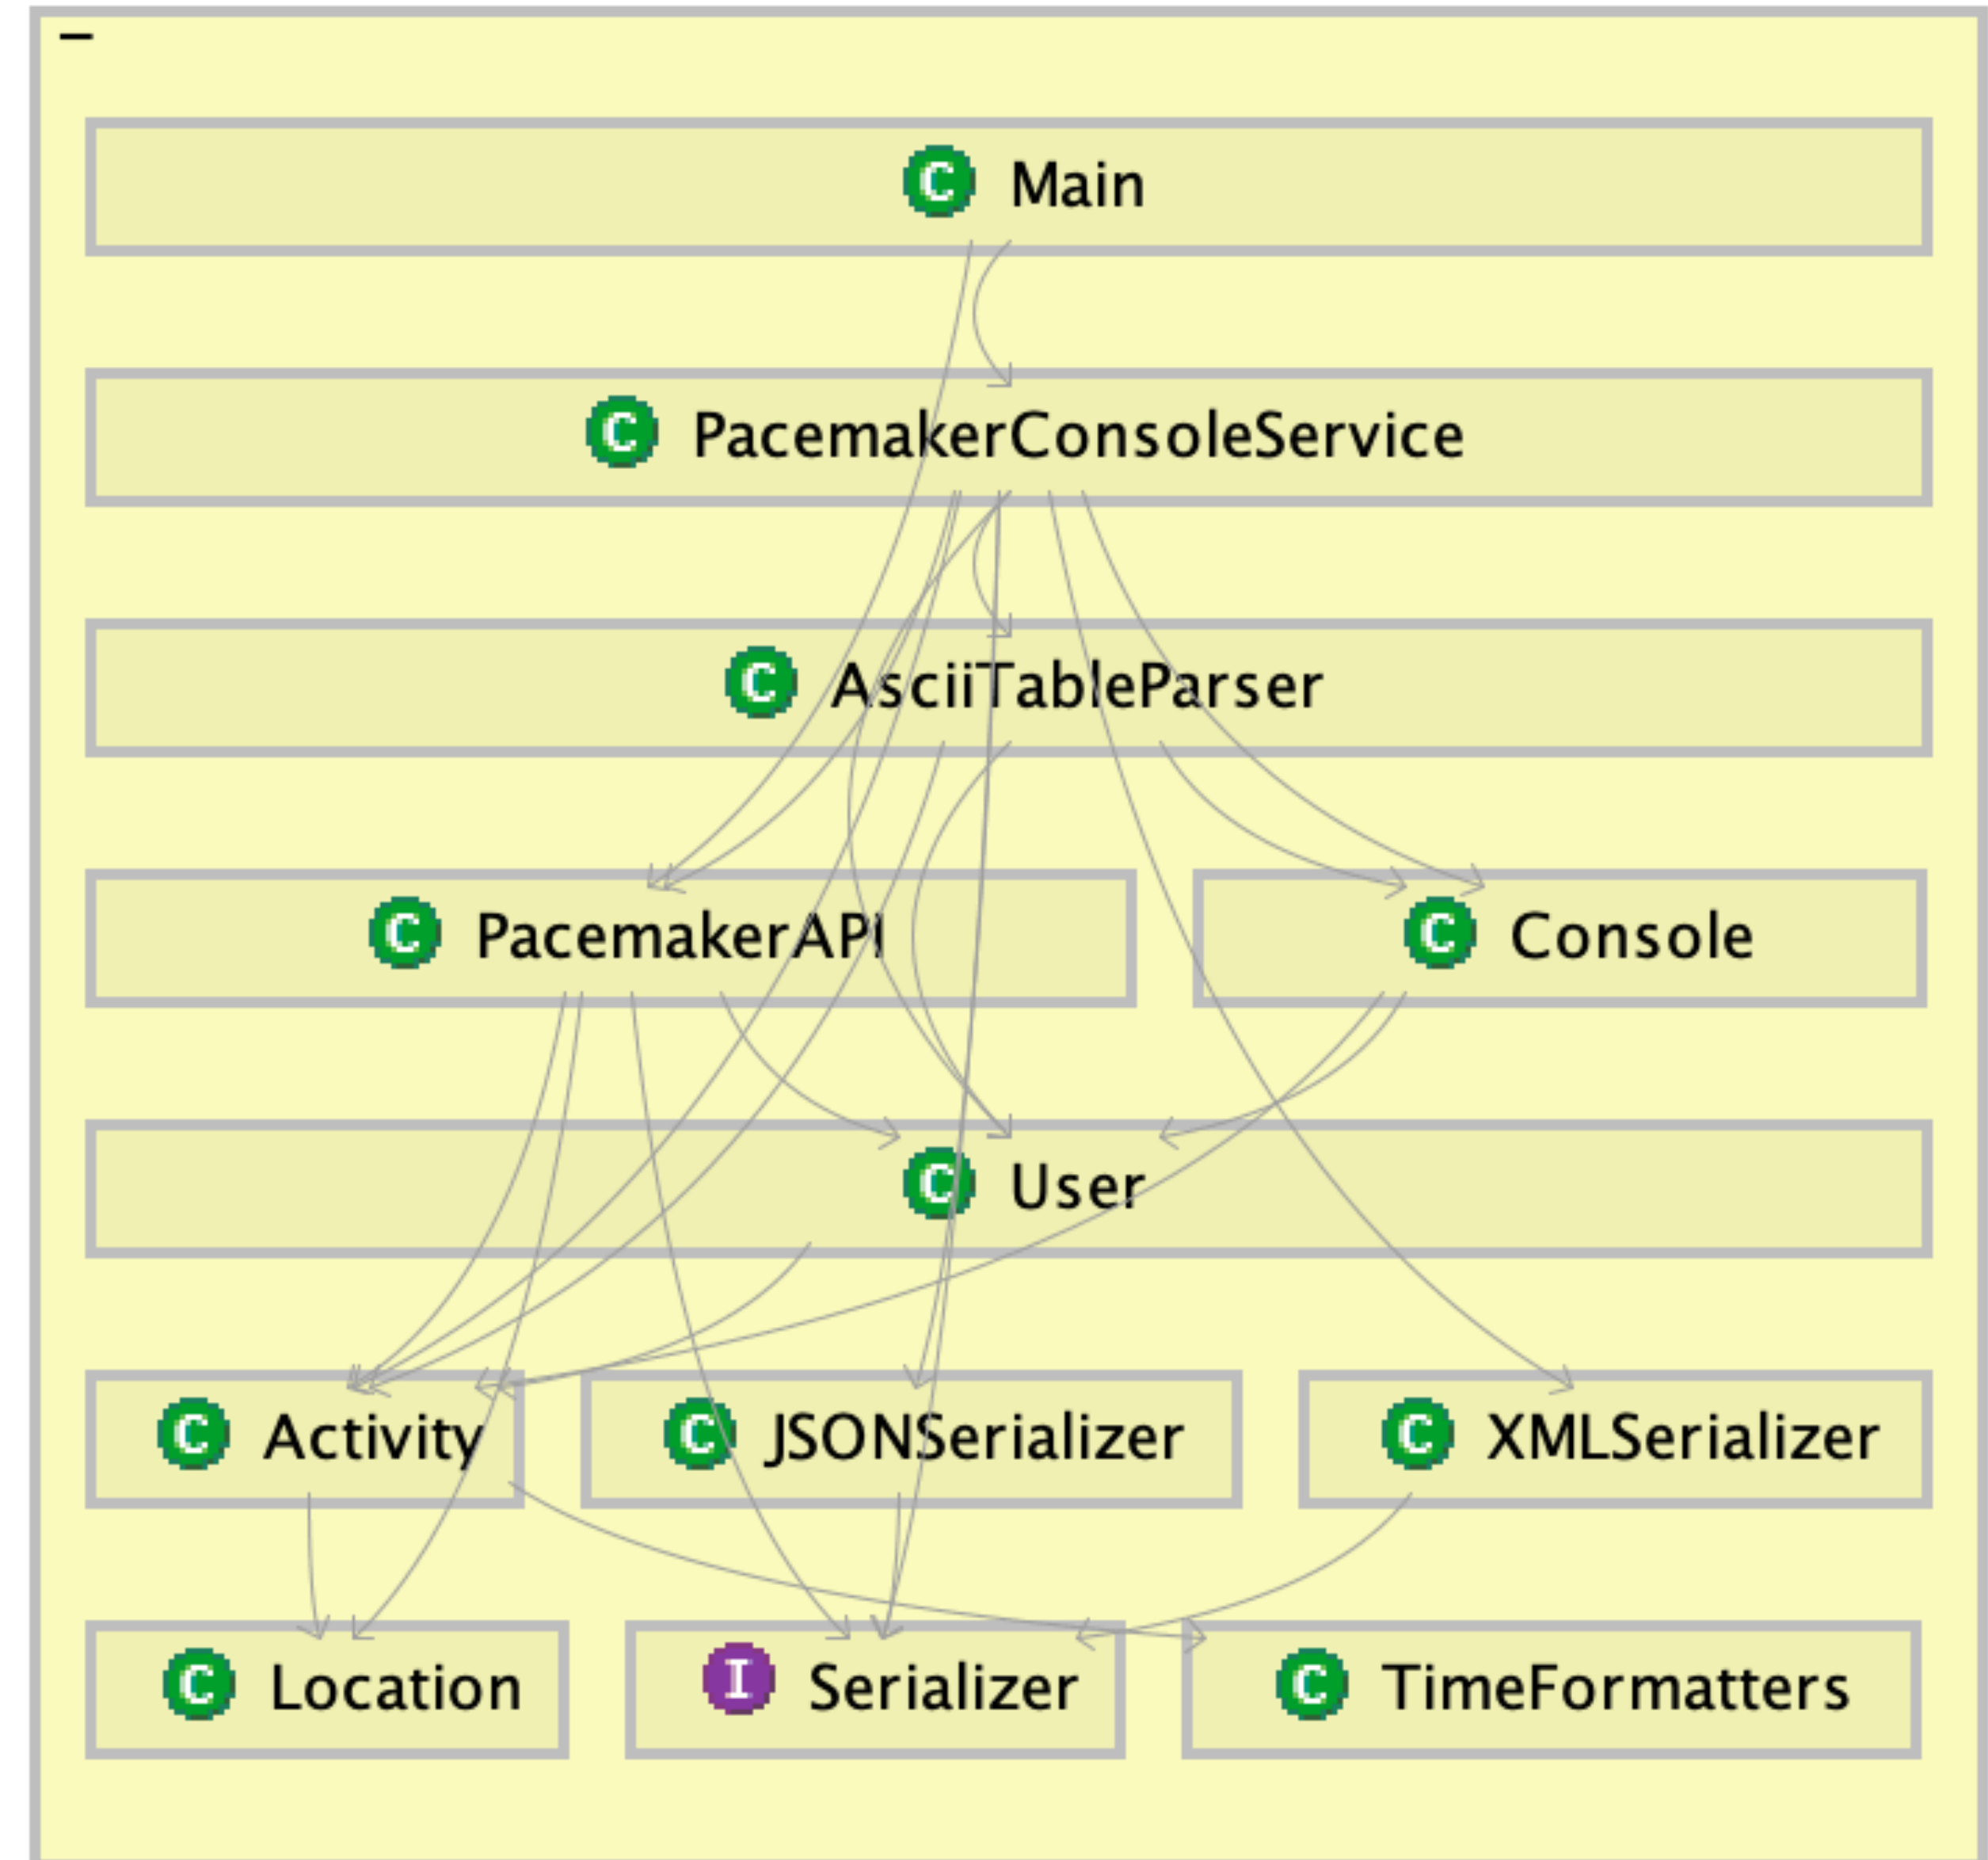 C Main
C PacemakerConsoleService
C AsciiTableParser
C PacemakerAPI C Console
C User
C Activity C JSONSerializer C XMLSerializer
C Location I Serializer C TimeFormatters